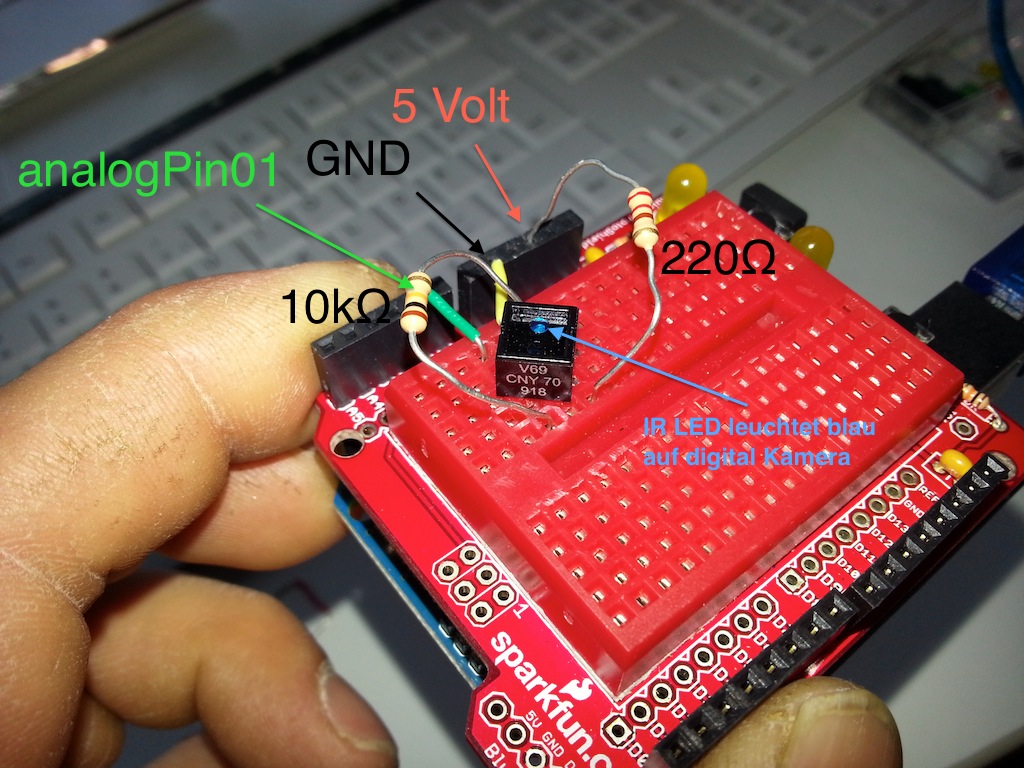 5 Volt
GND
analogPin01
220Ω
10kΩ
V69
CNY 70
918
IR LED leuchtet blau
auf digital Kamera
REF
GND
D13
D12
D11
D10
D9
1
sparkfun.c
5V GND